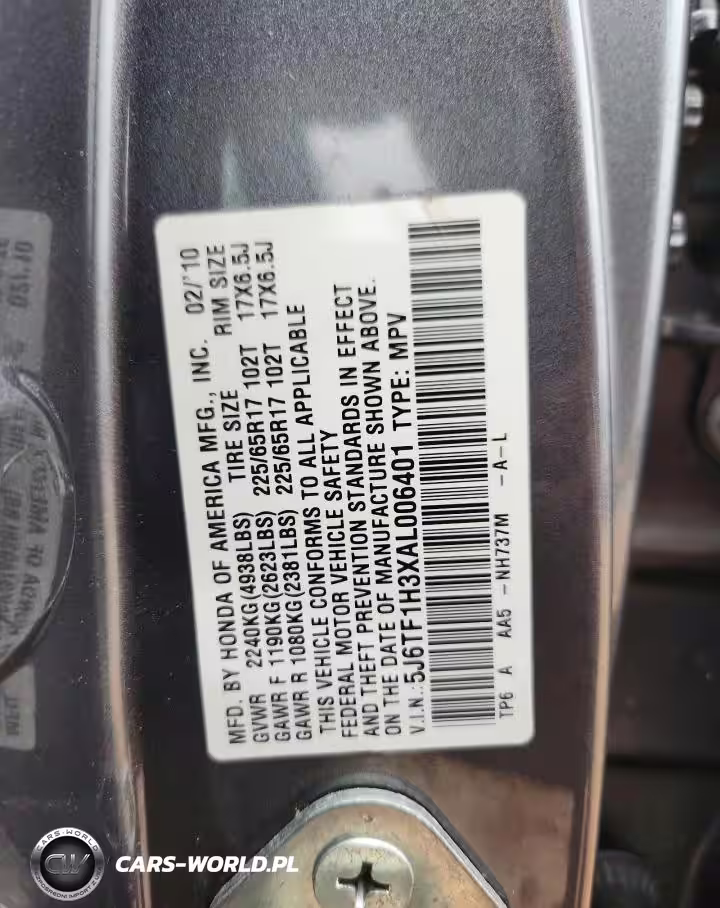 MFD. BY HONDA OF AMERICA MFG., INC. 02/'10
GVWR 2240KG(4938LBS) TIRE SIZE RIM SIZE
GAWR F 1190KG(2623LBS) 225/65R17 102T 17X6.5J
GAWR R 1080KG(2381LBS) 225/65R17 102T 17X6.5J
THIS VEHICLE CONFORMS TO ALL APPLICABLE
FEDERAL MOTOR VEHICLE SAFETY
AND THEFT PREVENTION STANDARDS IN EFFECT
ON THE DATE OF MANUFACTURE SHOWN ABOVE.
V.I.N.:5J6TF1H3XAL006401 TYPE: MPV
TP6 A AA5 -NH737M -A-L
CARS-WORLD
CW
CARS-WORLD.PL